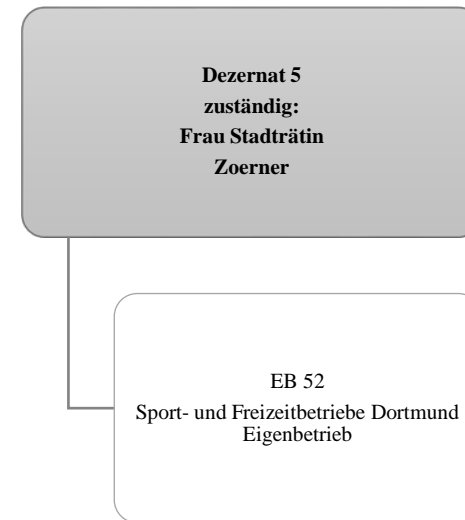 Dezernat 5
zuständig:
Frau Stadträtin
Zoerner
EB 52
Sport- und Freizeitbetriebe Dortmund
Eigenbetrieb